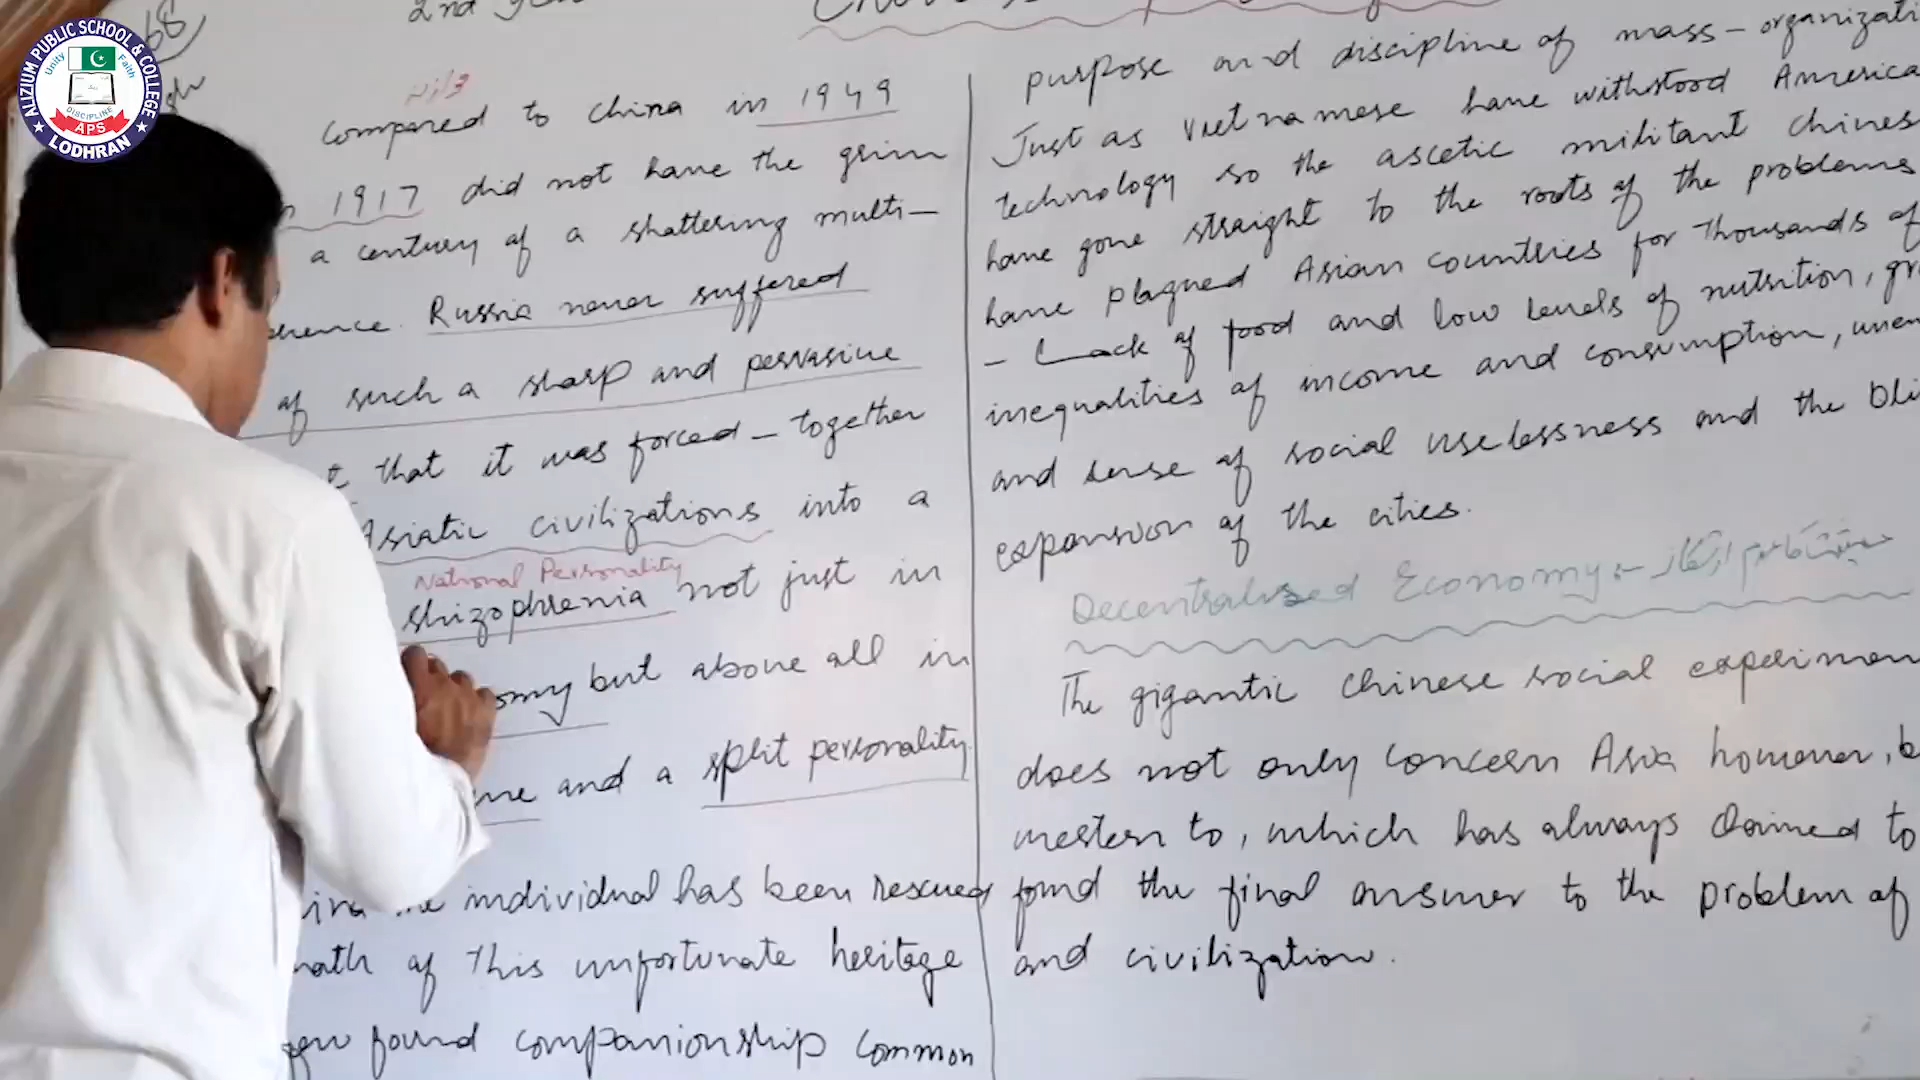 ALIZIUM PUBLIC SCHOOL & COLLEGE
Unity Faith
DISCIPLINE
APS
LODHRAN
68
2nd
compared to China in 1949
1917 did not have the grim
a century of a shattering multi-
Russia never suffered
of such a sharp and pervasive
that it was forced - together
Asiatic civilizations into a
National Personality
shizophrenia not just in
but above all in
and a split personality
the individual has been rescued
of this unfortunate heritage
found companionship common
purpose and discipline of mass-organizati
Just as Vietnamese have withstood America
technology so the ascetic militant Chines
have gone straight to the roots of the problems
have plagued Asian countries for thousands of
- Lack of food and low levels of nutrition, gr
inequalities of income and consumption, unem
and sense of social uselessness and the bli
expansion of the cities.
Decentralised Economy:-
The gigantic Chinese social experimen
does not only concern Asia however, b
western to, which has always claimed to
found the final answer to the problem of
and civilization.